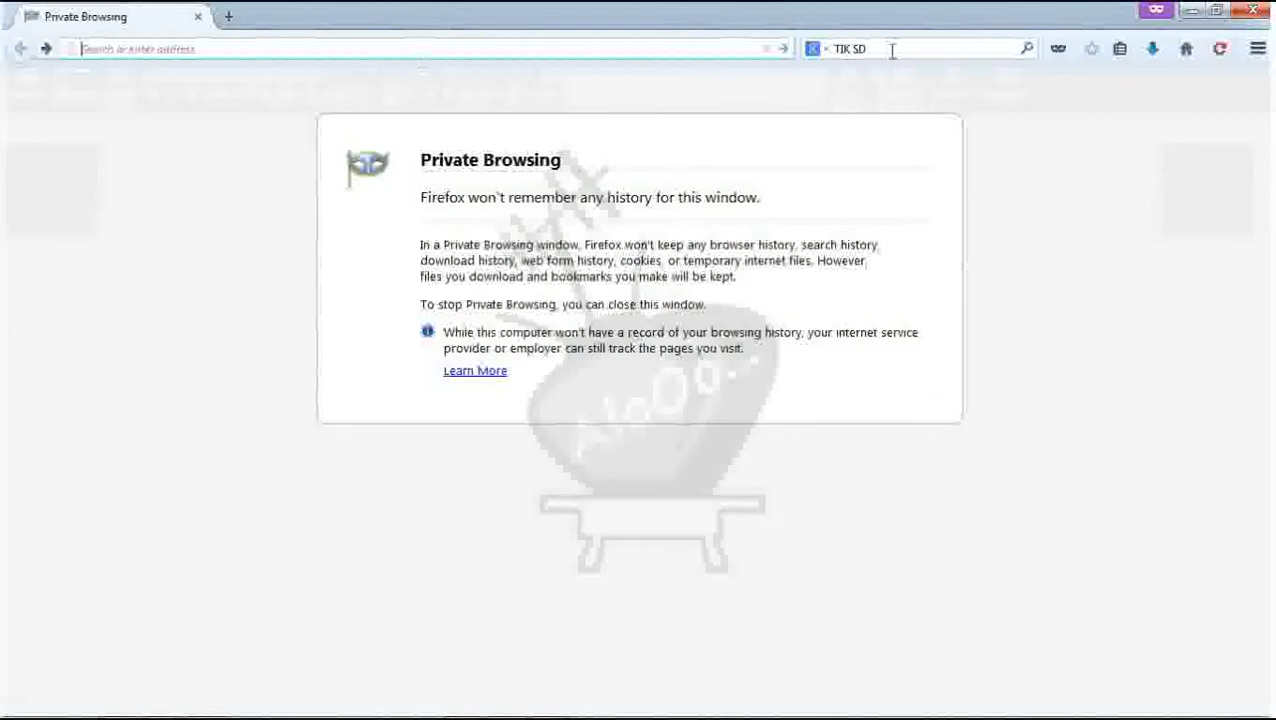 Private Browsing
Search or enter address
TIK SD
Private Browsing
Firefox won't remember any history for this window.
In a Private Browsing window, Firefox won't keep any browser history, search history,
download history, web form history, cookies, or temporary internet files. However,
files you download and bookmarks you make will be kept.
To stop Private Browsing, you can close this window.
While this computer won't have a record of your browsing history, your internet service
provider or employer can still track the pages you visit.
Learn More